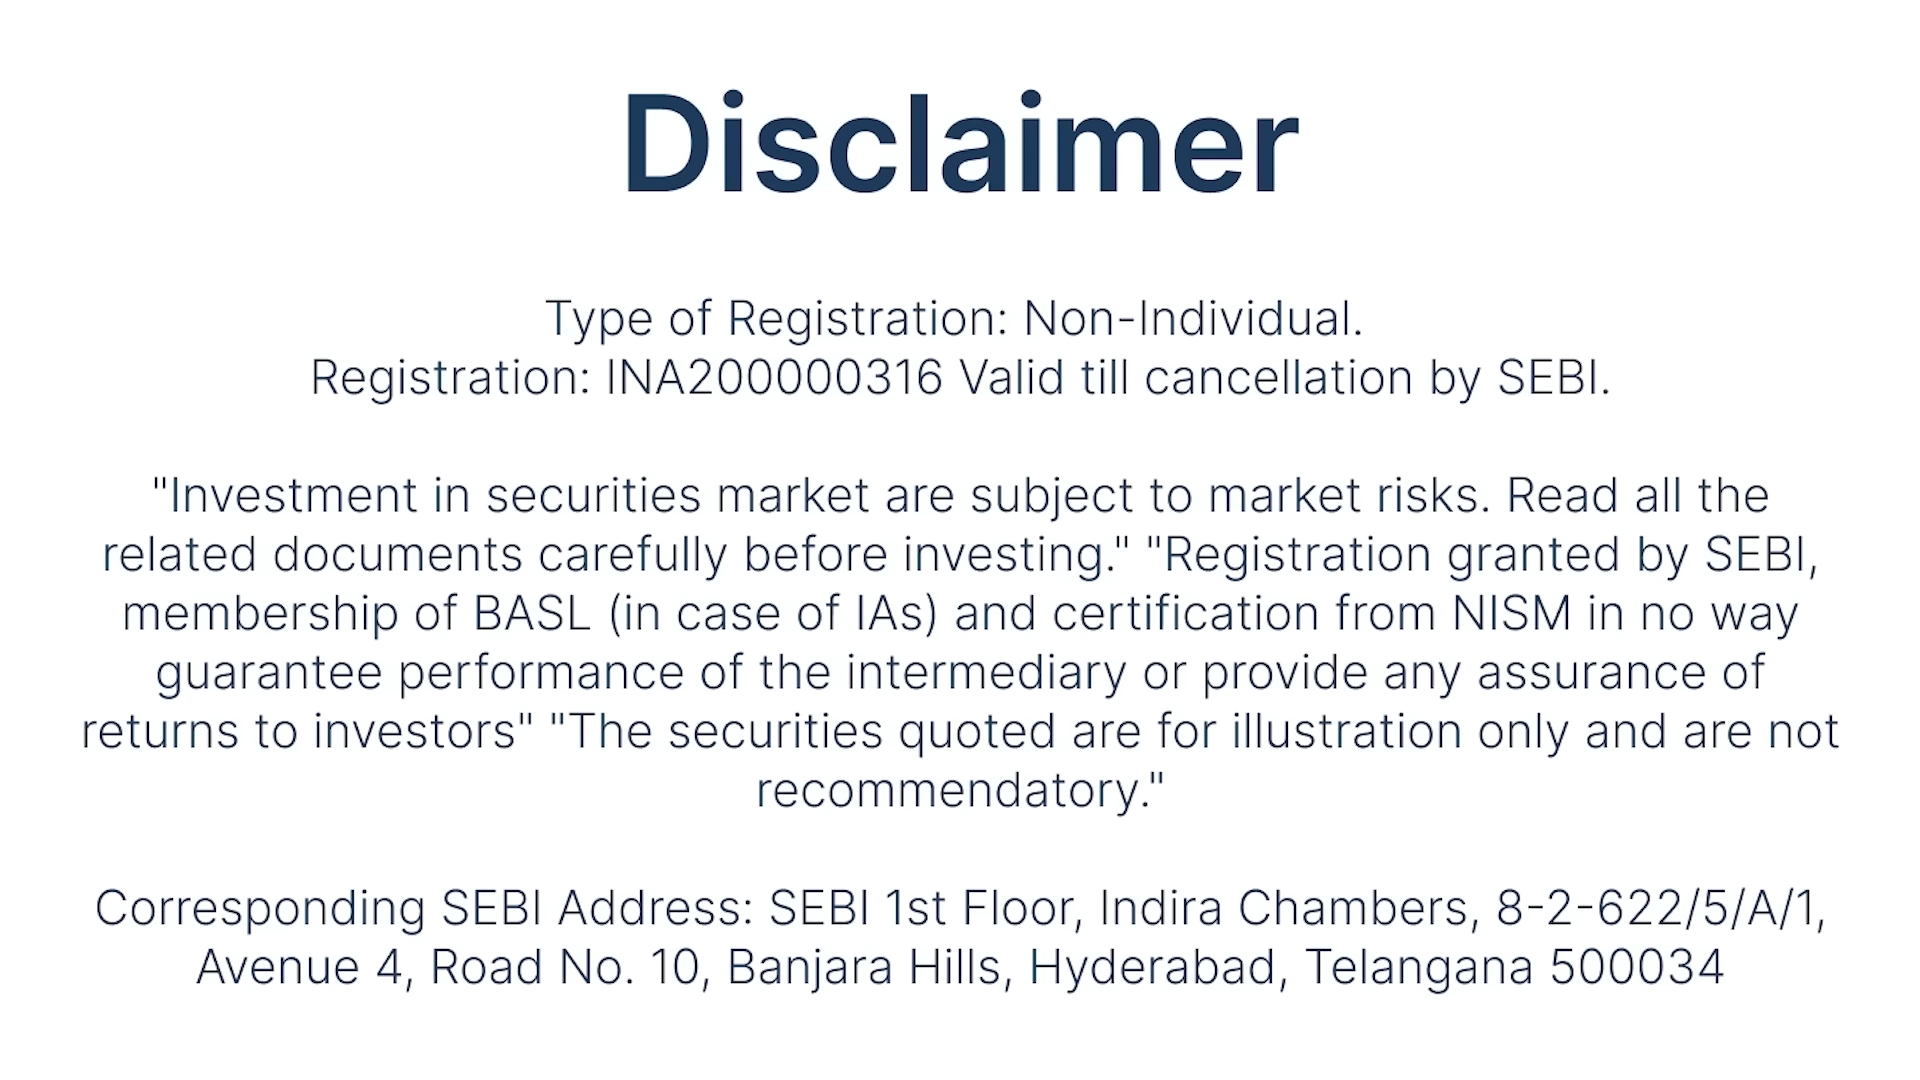 Disclaimer
Type of Registration: Non-Individual.
Registration: INA200000316 Valid till cancellation by SEBI.
"Investment in securities market are subject to market risks. Read all the
related documents carefully before investing." "Registration granted by SEBI,
membership of BASL (in case of IAs) and certification from NISM in no way
guarantee performance of the intermediary or provide any assurance of
returns to investors" "The securities quoted are for illustration only and are not
recommendatory."
Corresponding SEBI Address: SEBI 1st Floor, Indira Chambers, 8-2-622/5/A/1,
Avenue 4, Road No. 10, Banjara Hills, Hyderabad, Telangana 500034